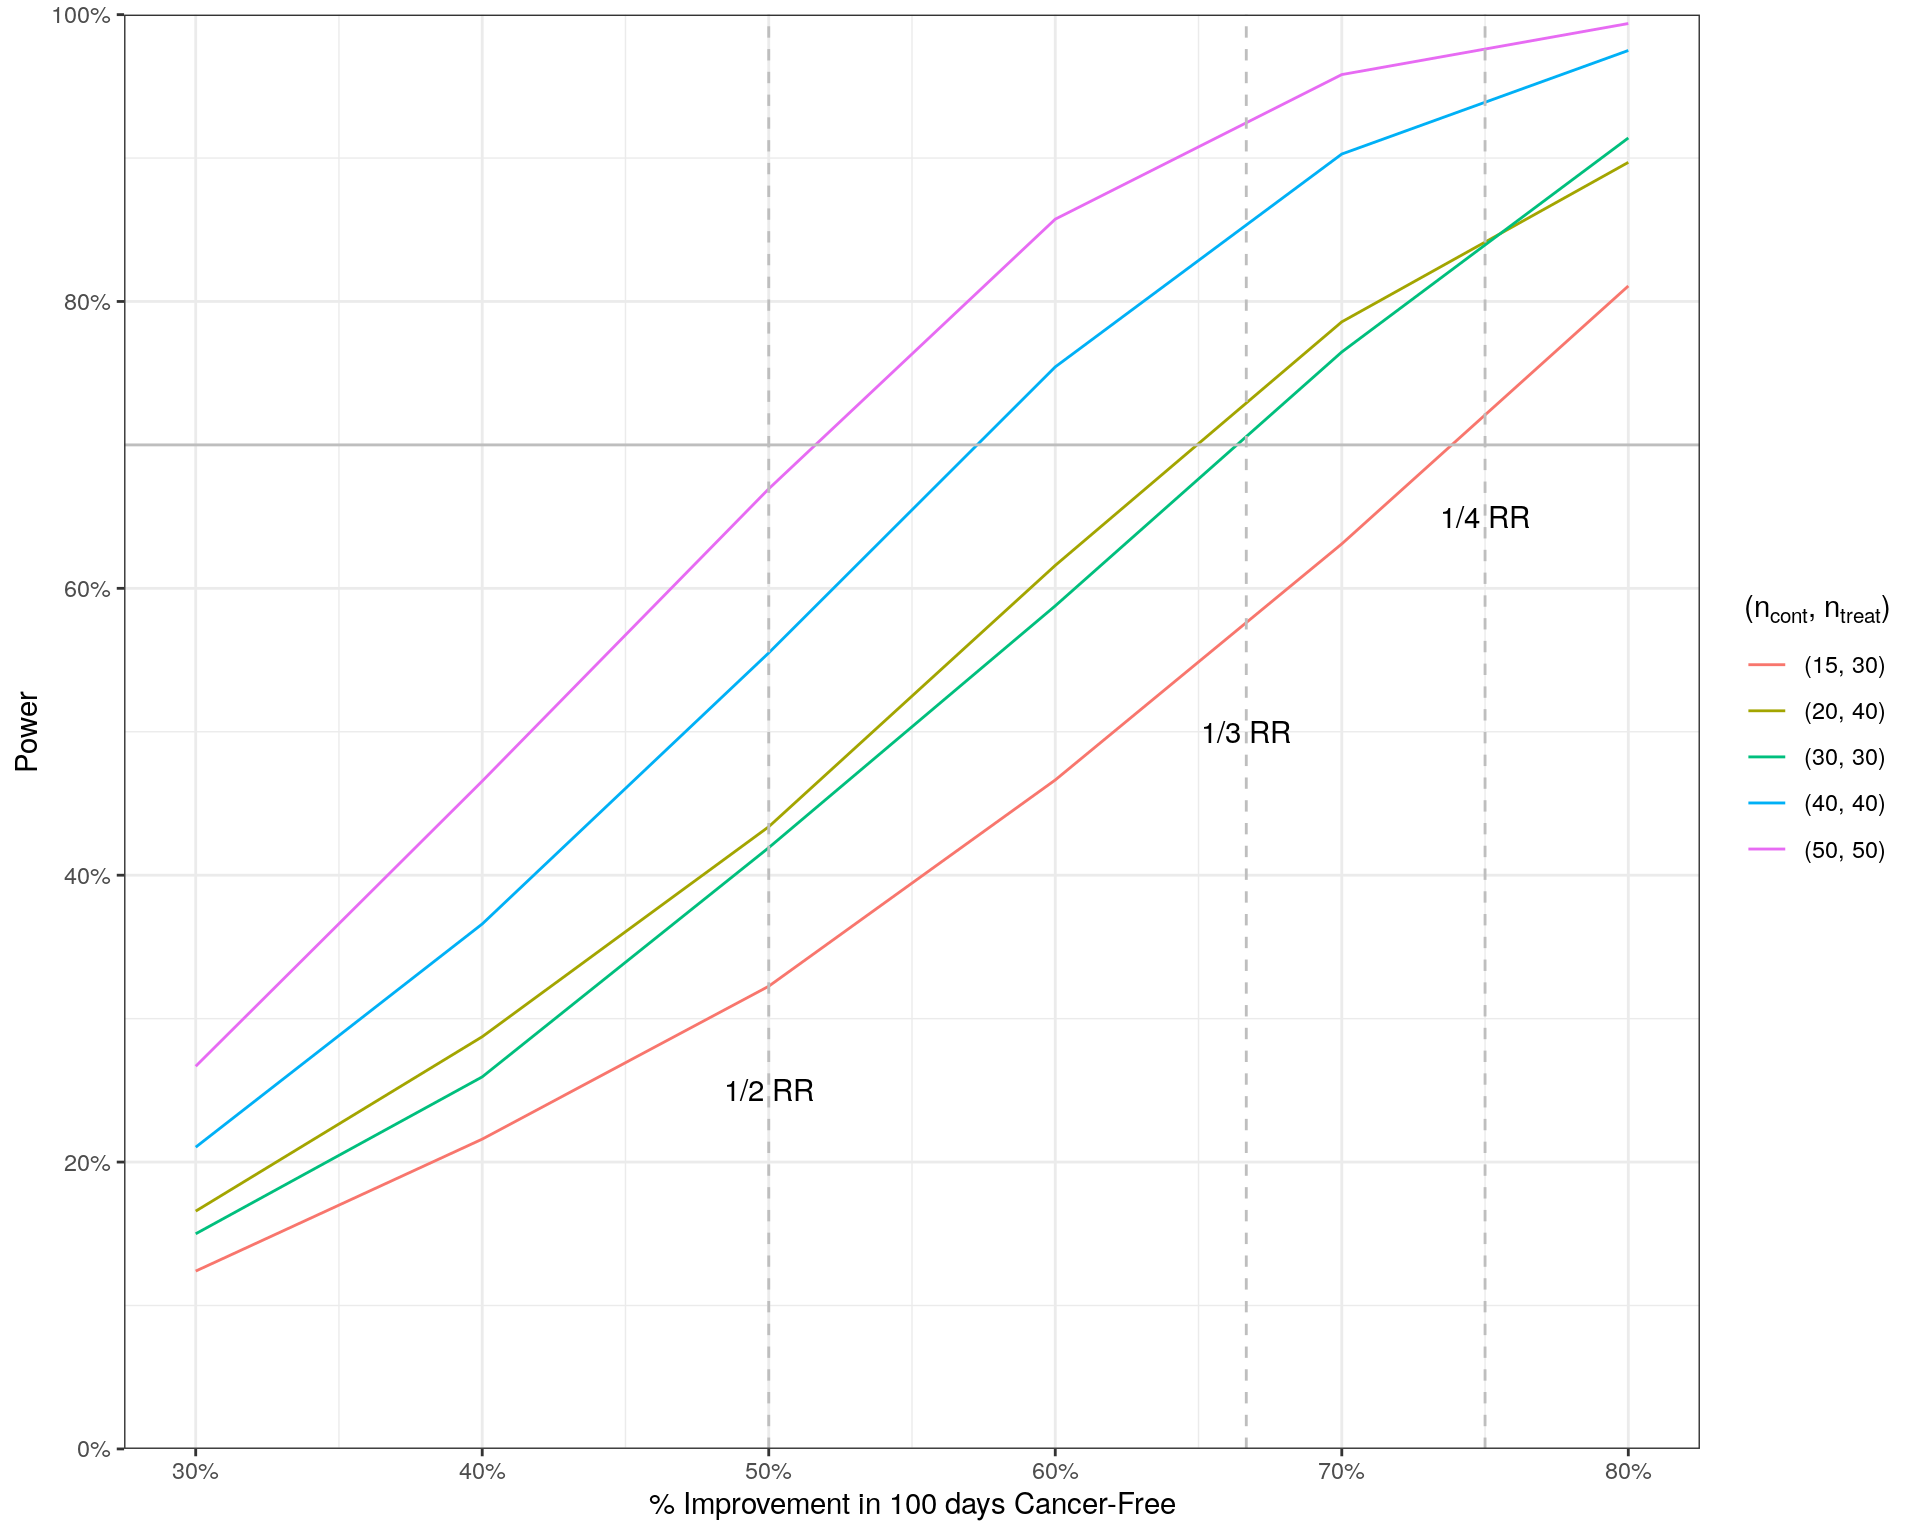 100%
80%
60%
40%
20%
0%
Power
1/4 RR
1/3 RR
1/2 RR
30%
40%
50%
60%
70%
80%
% Improvement in 100 days Cancer-Free
(ncont, ntreat)
(15, 30)
(20, 40)
(30, 30)
(40, 40)
(50, 50)